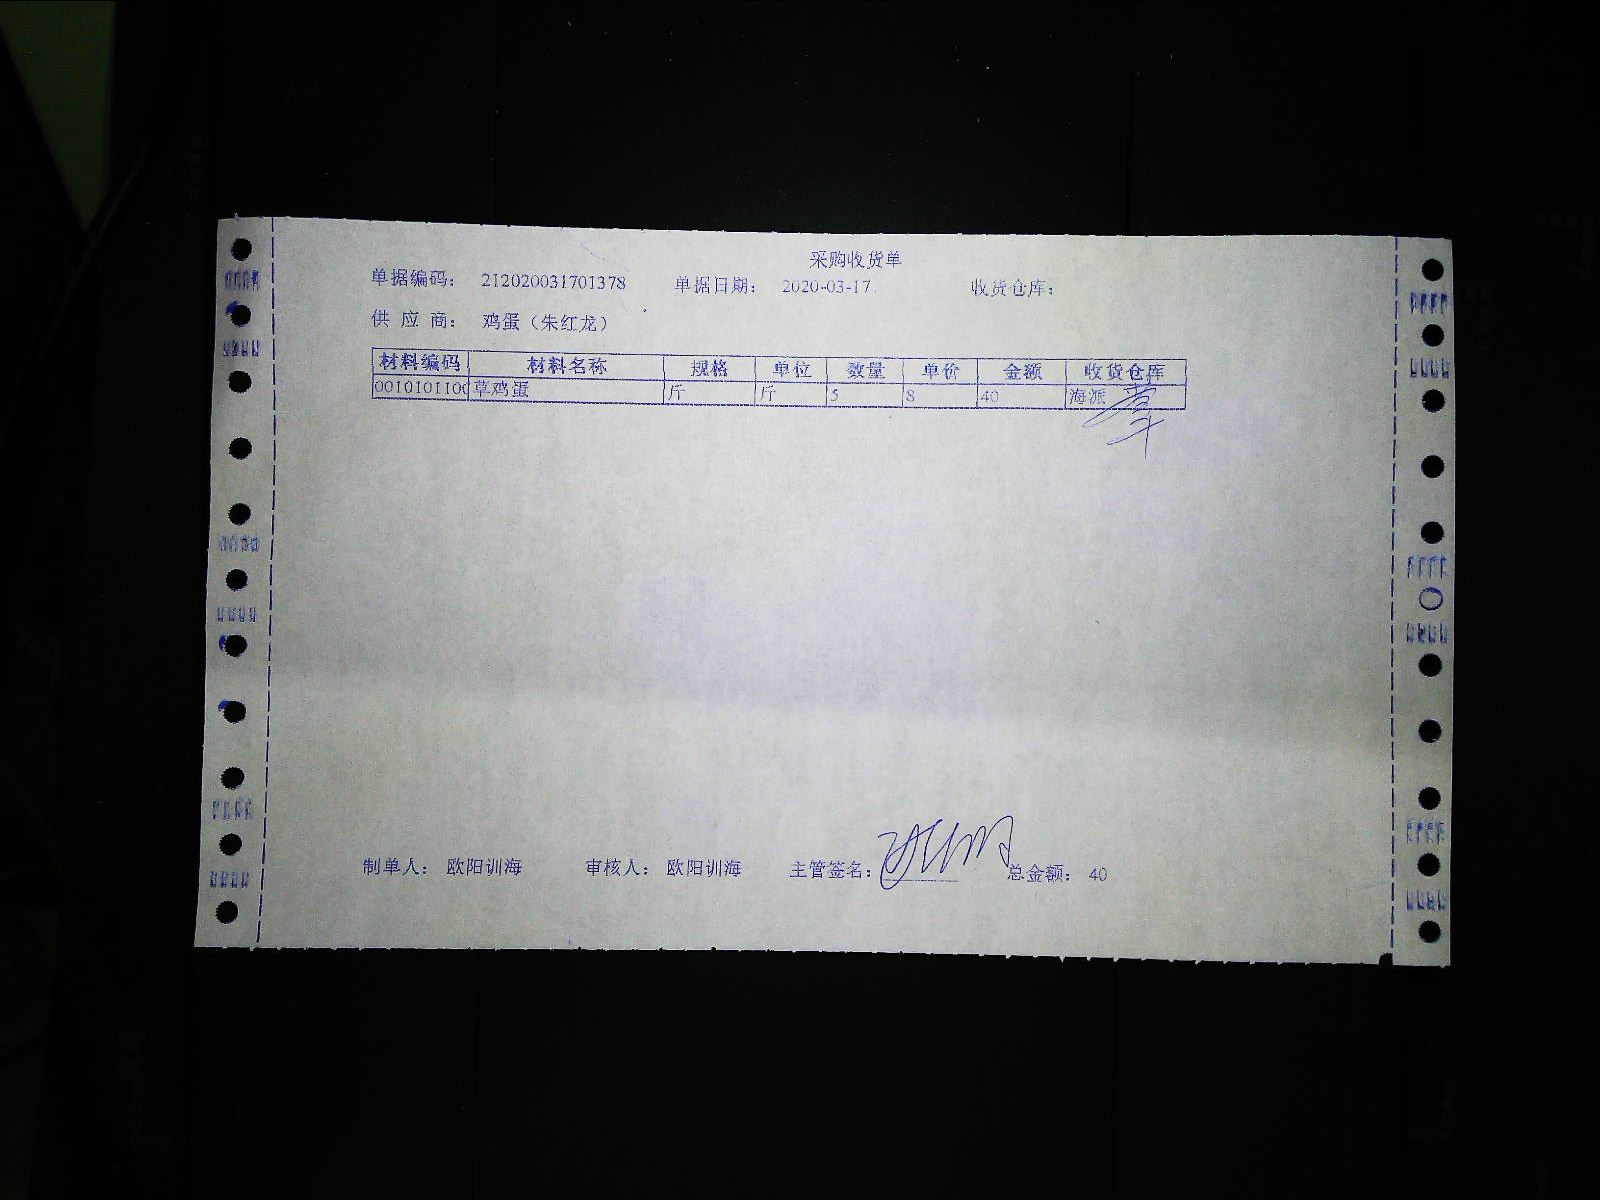 采购收货单
单据编码： 212020031701378 单据日期： 2020-03-17 收货仓库：
供 应 商： 鸡蛋（朱红龙）
材料编码 材料名称 规格 单位 数量 单价 金额 收货仓库
0010101100 草鸡蛋 斤 斤 5 8 40 海派
制单人： 欧阳训海 审核人： 欧阳训海 主管签名： 总金额： 40